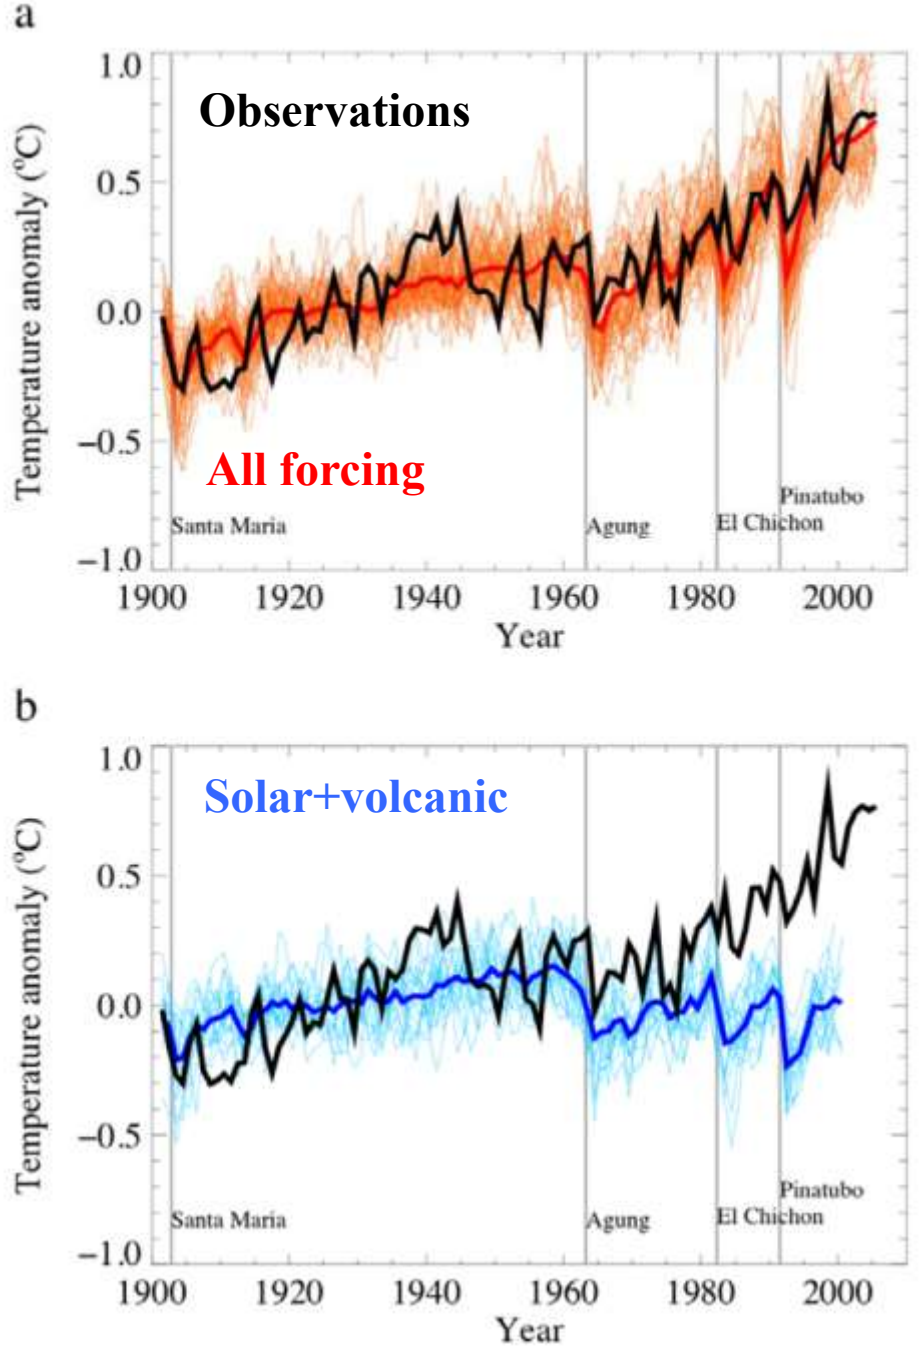 a
1.0
Observations
0.5
0.0
−0.5
All forcing
Pinatubo
Santa Maria
Agung
El Chichon
−1.0
Temperature anomaly (°C)
1900
1920
1940
1960
1980
2000
Year
b
1.0
Solar+volcanic
0.5
0.0
−0.5
Pinatubo
Santa Maria
Agung
El Chichon
−1.0
Temperature anomaly (°C)
1900
1920
1940
1960
1980
2000
Year